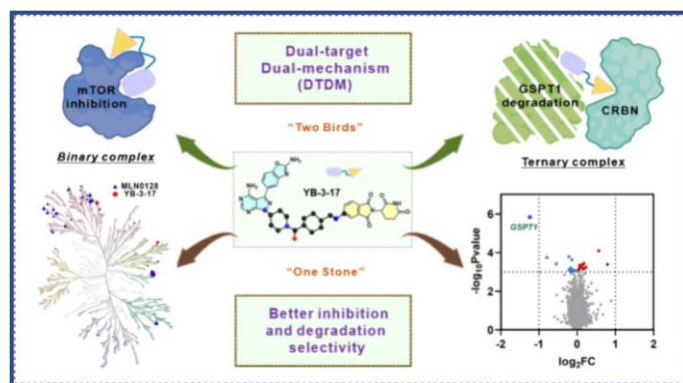 Dual-target
Dual-mechanism
(DTDM)
mTOR
inhibition
GSPT1
degradation
CRBN
"Two Birds"
Binary complex
Ternary complex
NH₂
NH₂
YB-3-17
MLN0128
YB-3-17
"One Stone"
Better inhibition
and degradation
selectivity
GSPT1
-log₁₀Pvalue
6
4
2
0
-2
-1
0
1
2
log₂FC